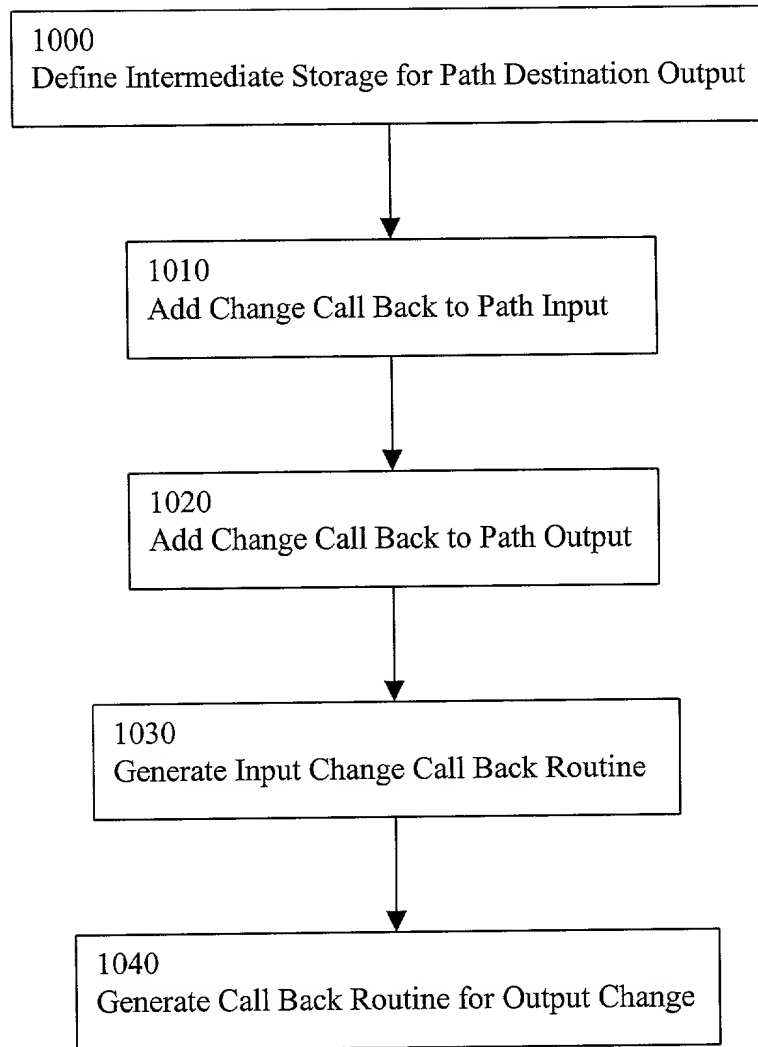 1000
Define Intermediate Storage for Path Destination Output
1010
Add Change Call Back to Path Input
1020
Add Change Call Back to Path Output
1030
Generate Input Change Call Back Routine
1040
Generate Call Back Routine for Output Change